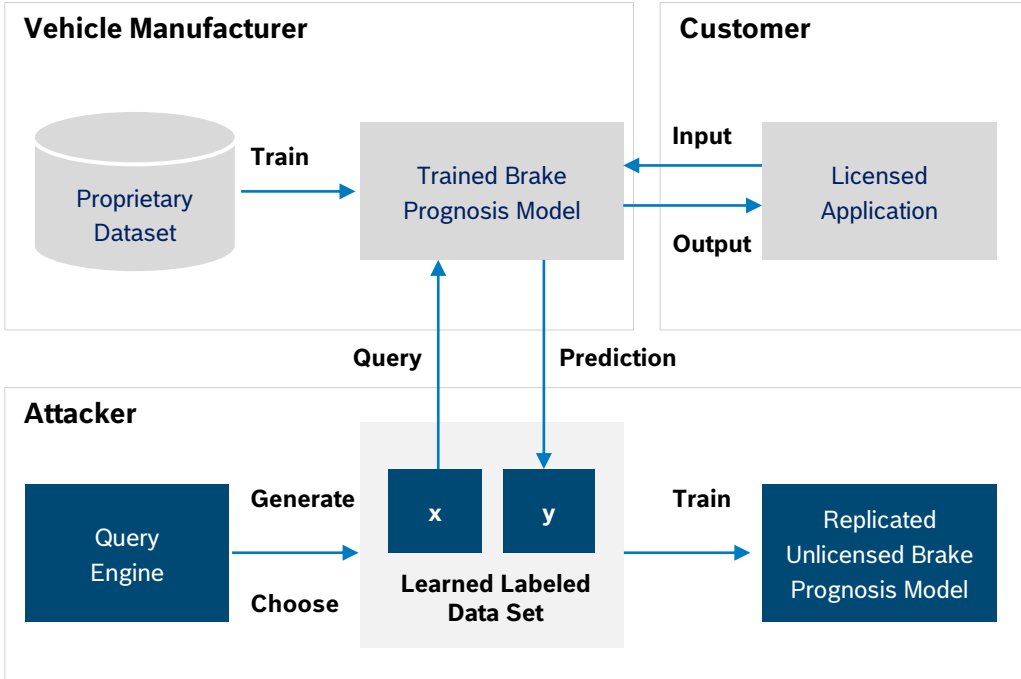 Vehicle Manufacturer
Customer
Proprietary
Dataset
Train
Trained Brake
Prognosis Model
Input
Output
Licensed
Application
Query
Prediction
Attacker
Query
Engine
Generate
Choose
x
y
Learned Labeled
Data Set
Train
Replicated
Unlicensed Brake
Prognosis Model